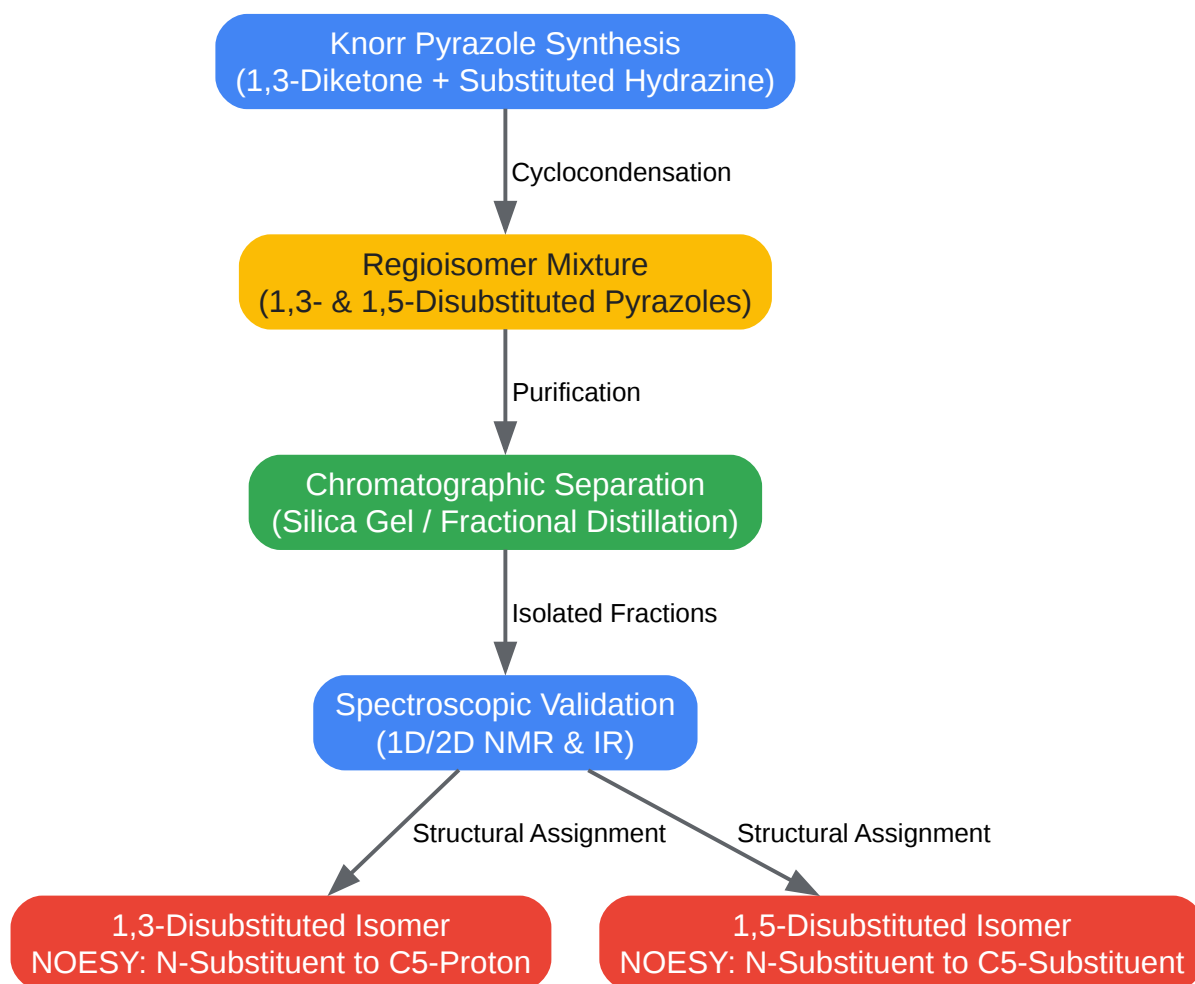 Knorr Pyrazole Synthesis
(1,3-Diketone + Substituted Hydrazine)
Cyclocondensation
Regioisomer Mixture
(1,3- & 1,5-Disubstituted Pyrazoles)
Purification
Chromatographic Separation
(Silica Gel / Fractional Distillation)
Isolated Fractions
Spectroscopic Validation
(1D/2D NMR & IR)
Structural Assignment
Structural Assignment
1,3-Disubstituted Isomer
NOESY: N-Substituent to C5-Proton
1,5-Disubstituted Isomer
NOESY: N-Substituent to C5-Substituent